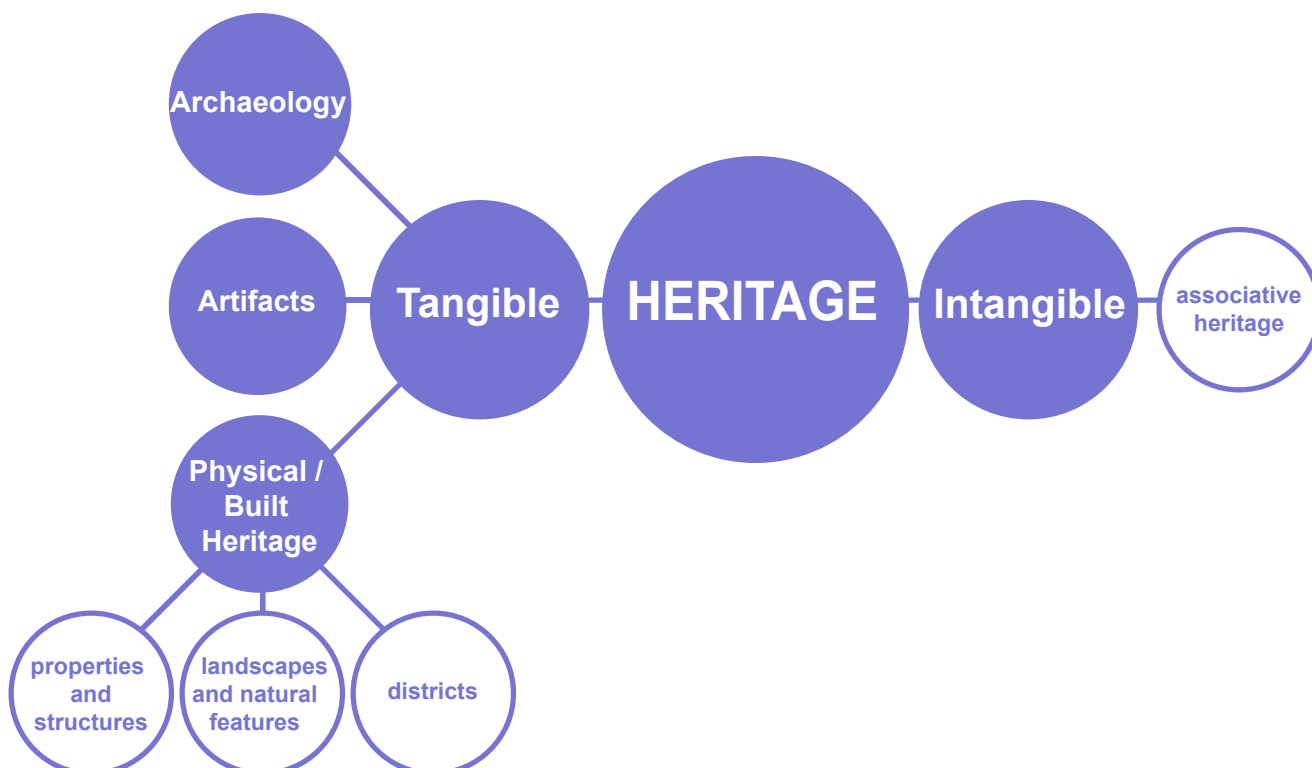 Archaeology
Artifacts
Tangible
HERITAGE
Intangible
associative
heritage
Physical /
Built
Heritage
properties
and
structures
landscapes
and natural
features
districts